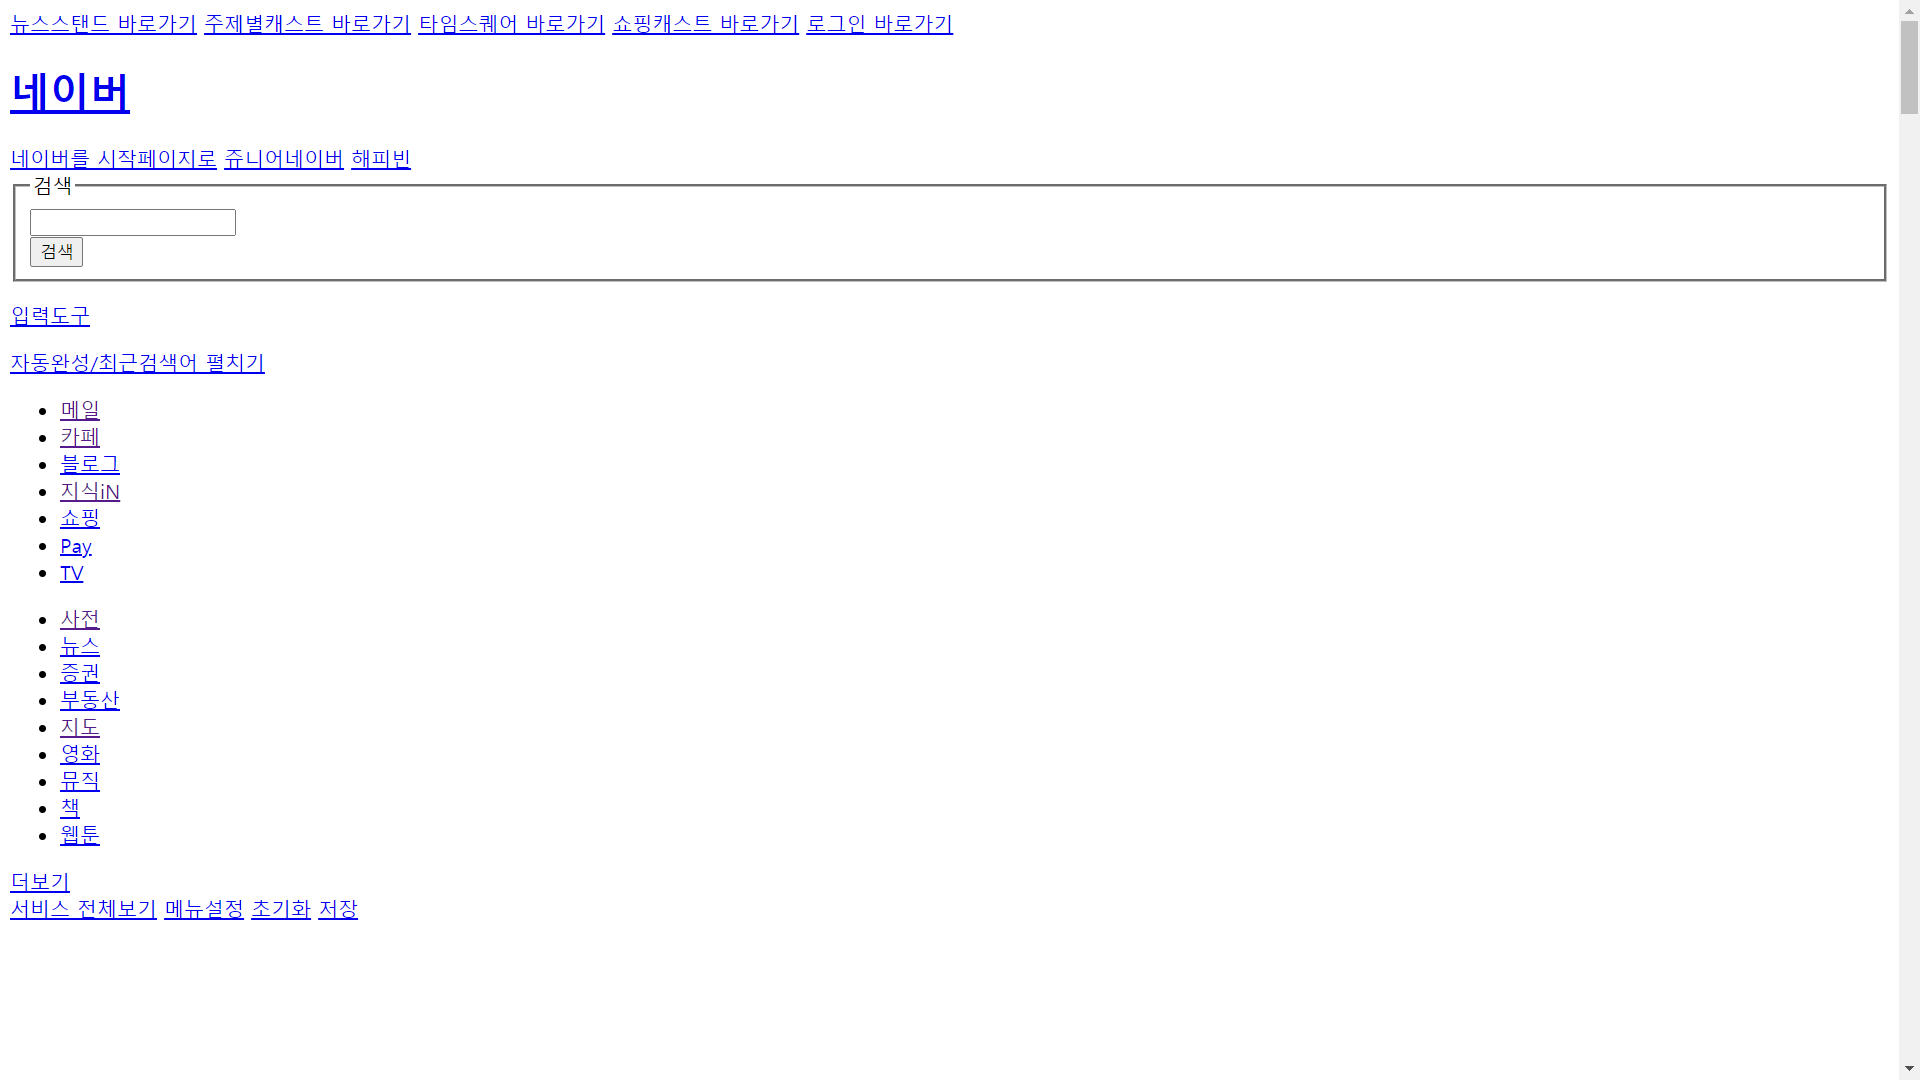 뉴스스탠드 바로가기 주제별캐스트 바로가기 타임스퀘어 바로가기 쇼핑캐스트 바로가기 로그인 바로가기
네이버
네이버를 시작페이지로 쥬니어네이버 해피빈
검색
검색
입력도구
자동완성/최근검색어 펼치기
메일
카페
블로그
지식iN
쇼핑
Pay
TV
사전
뉴스
증권
부동산
지도
영화
뮤직
책
웹툰
더보기
서비스 전체보기 메뉴설정 초기화 저장